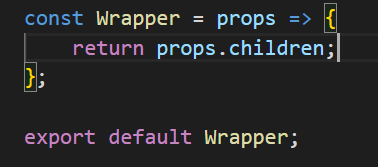 const Wrapper = props => {
    return props.children;
};

export default Wrapper;